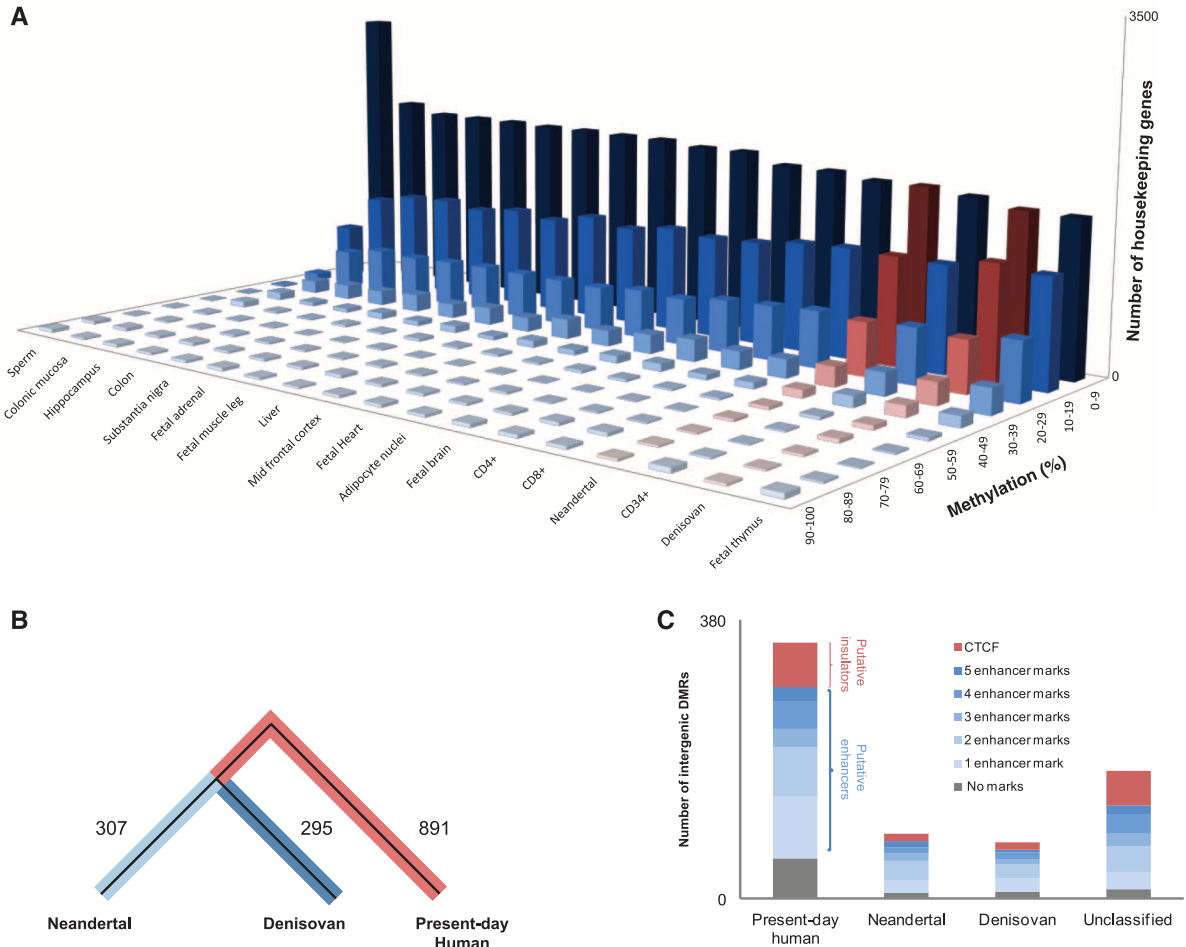 A
3500
Number of housekeeping genes
0
Sperm
Colonic mucosa
Hippocampus
Colon
Substantia nigra
Fetal adrenal
Fetal muscle leg
Liver
Mid frontal cortex
Fetal Heart
Adipocyte nuclei
Fetal brain
CD4+
CD8+
Neandertal
CD34+
Denisovan
Fetal thymus
90-100
80-89
70-79
60-69
50-59
40-49
30-39
20-29
10-19
0-9
Methylation (%)
B
307
295
891
Neandertal
Denisovan
Present-day
Human
C
380
Number of intergenic DMRs
0
Putative
insulators
Putative
enhancers
CTCF
5 enhancer marks
4 enhancer marks
3 enhancer marks
2 enhancer marks
1 enhancer mark
No marks
Present-day
human
Neandertal
Denisovan
Unclassified